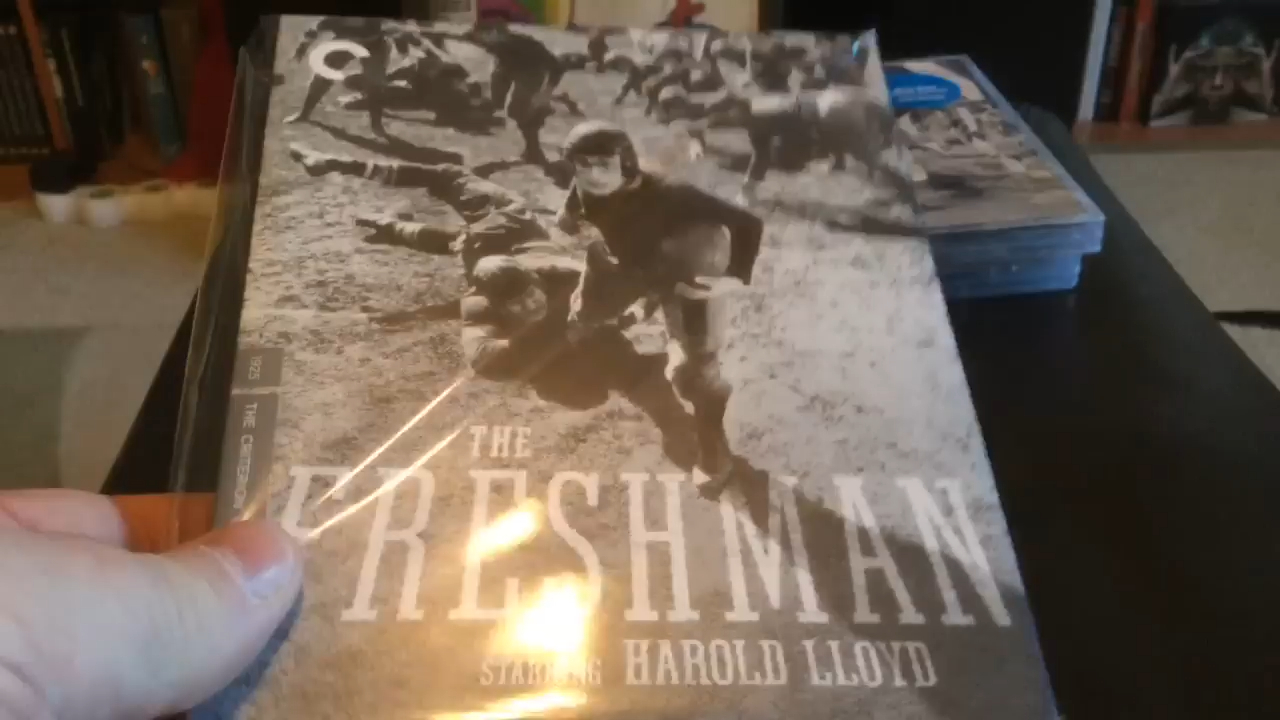 1925
THE CRITERION
THE
FRESHMAN
STARRING HAROLD LLOYD